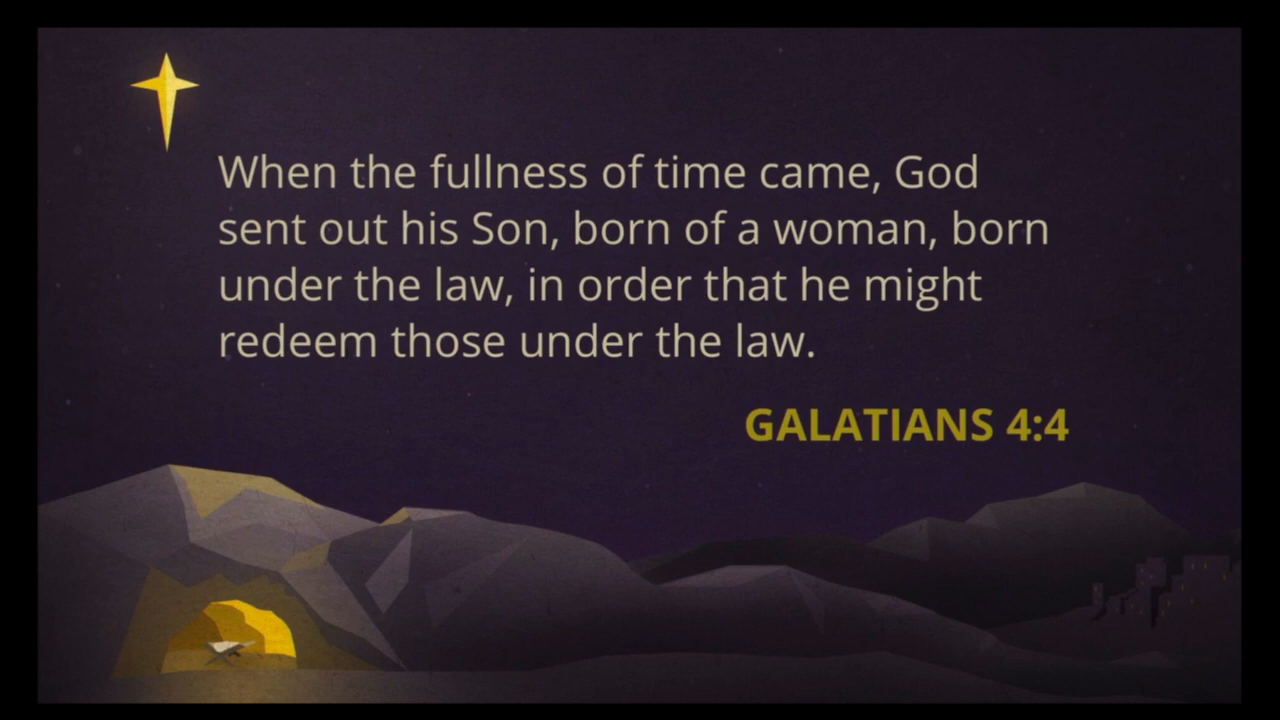 When the fullness of time came, God
sent out his Son, born of a woman, born
under the law, in order that he might
redeem those under the law.
GALATIANS 4:4